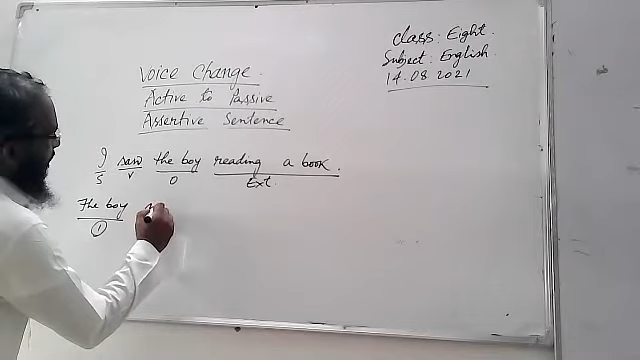 Class: Eight.
Subject: English.
14.08.2021
Voice Change.
Active to Passive
Assertive Sentence
I saw the boy reading a book.
S V O Ext.
The boy
1